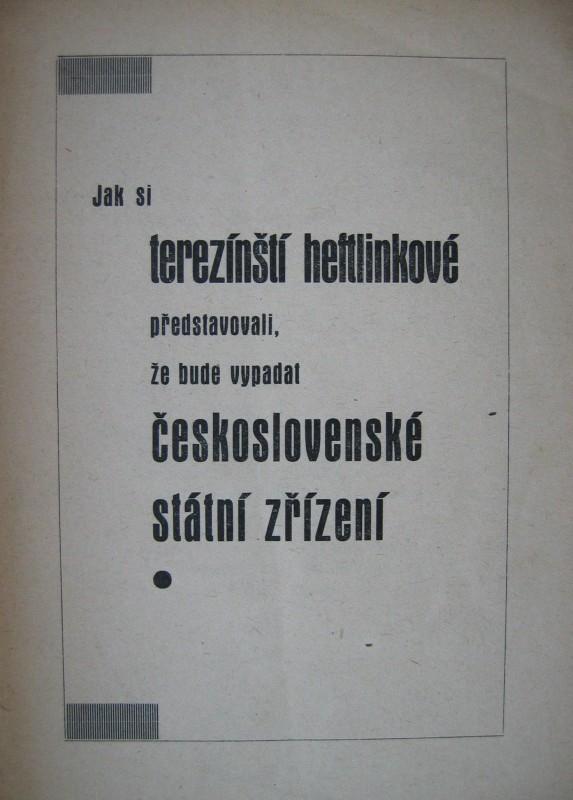 Jak si
terezínští heftlinkové
představovali,
že bude vypadat
československé
státní zřízení